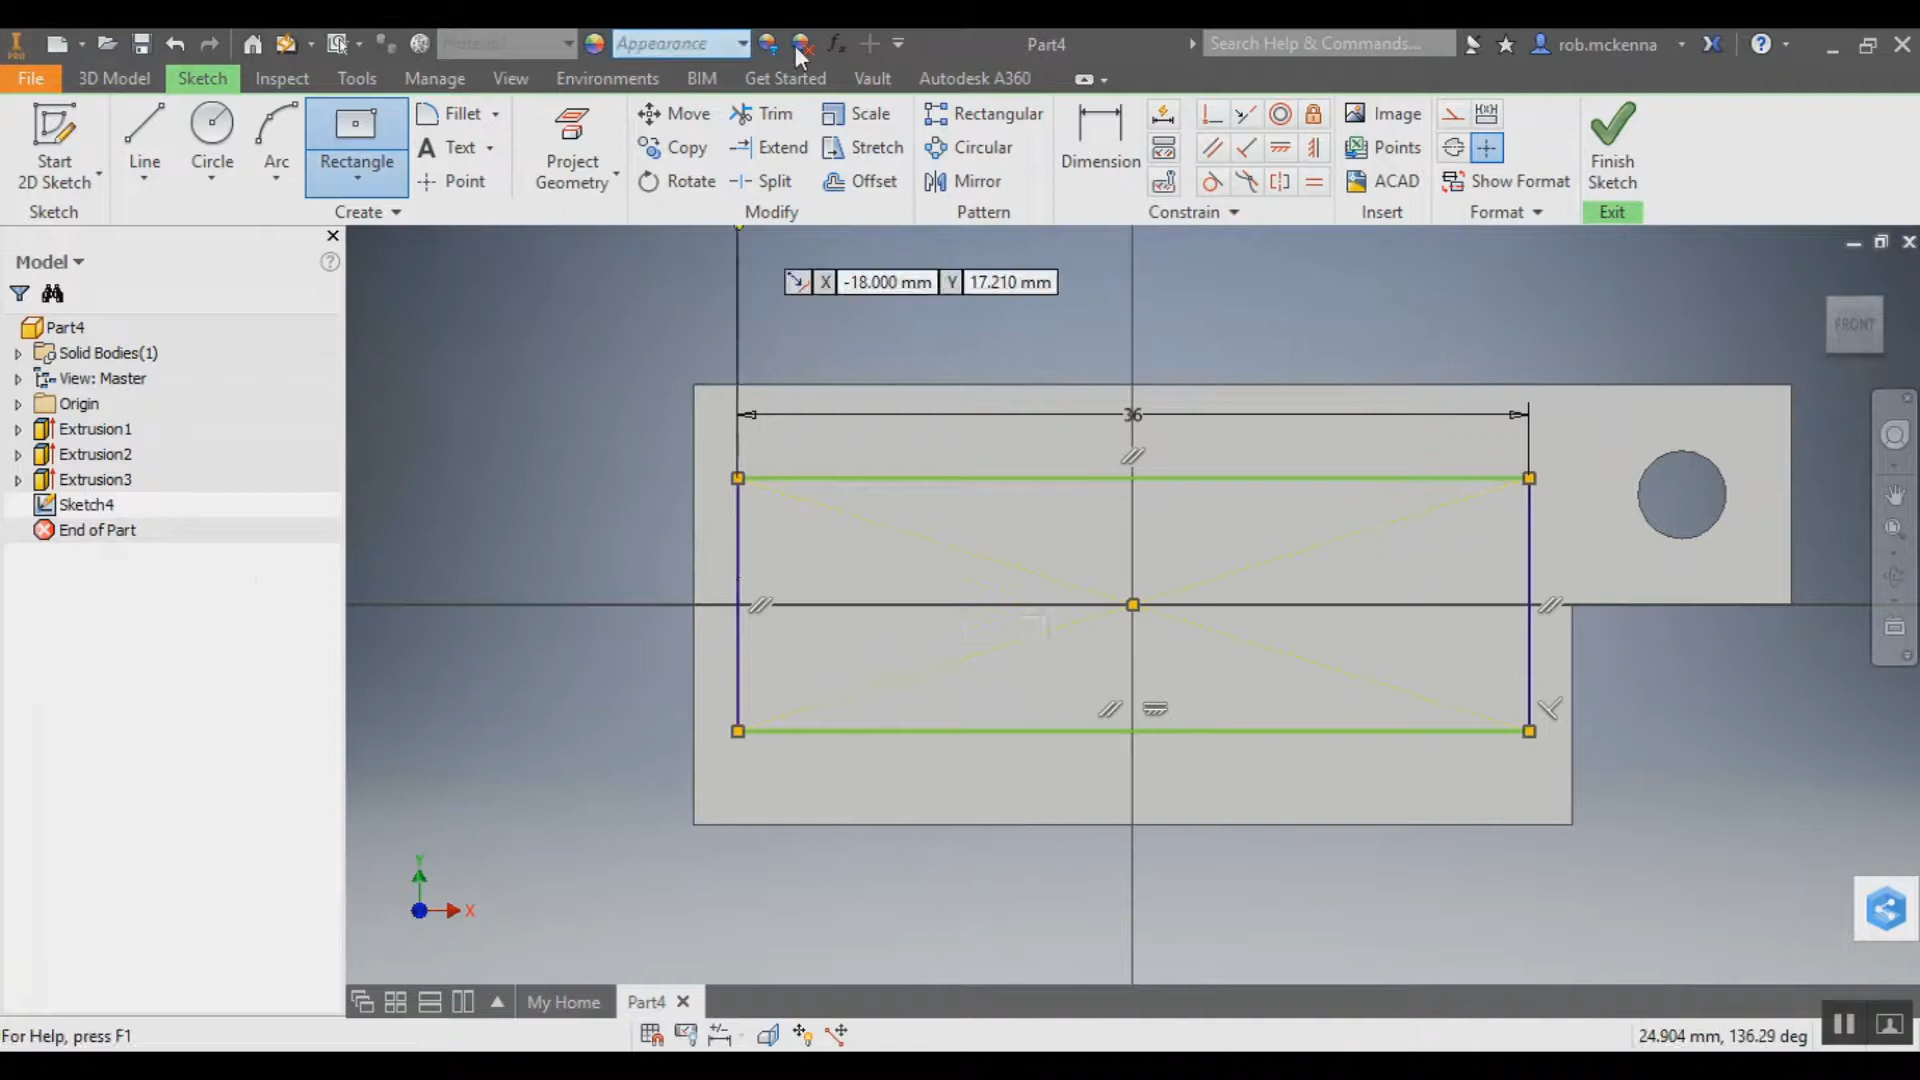 PRO
Material
Appearance
Part4
Search Help & Commands...
rob.mckenna
File
3D Model
Sketch
Inspect
Tools
Manage
View
Environments
BIM
Get Started
Vault
Autodesk A360
Start
2D Sketch
Line
Circle
Arc
Rectangle
Fillet
Text
Point
Project
Geometry
Move
Copy
Rotate
Trim
Extend
Split
Scale
Stretch
Offset
Rectangular
Circular
Mirror
Dimension
Image
Points
ACAD
Show Format
Finish
Sketch
Sketch
Create
Modify
Pattern
Constrain
Insert
Format
Exit
Model
Part4
Solid Bodies(1)
View: Master
Origin
Extrusion1
Extrusion2
Extrusion3
Sketch4
End of Part
X -18.000 mm Y 17.210 mm
FRONT
36
Y
X
My Home
Part4
For Help, press F1
24.904 mm, 136.29 deg